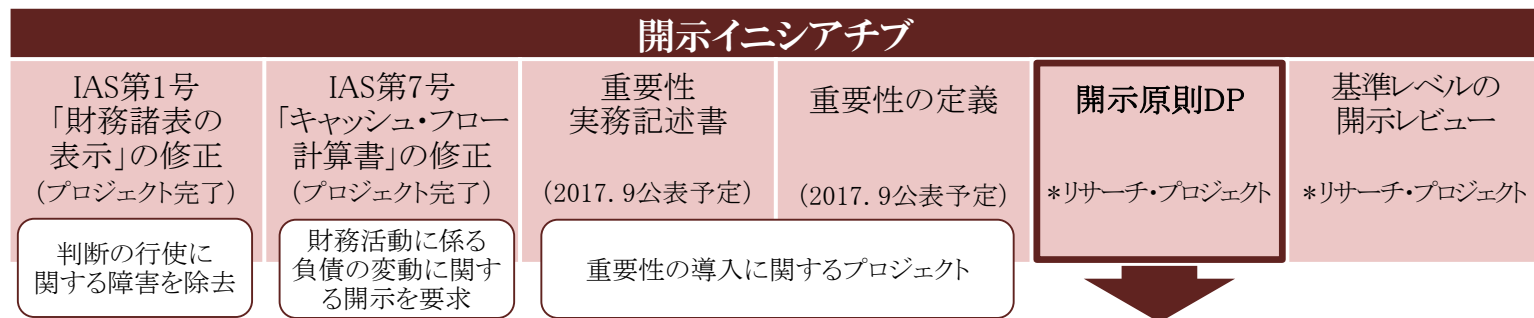 開示イニシアチブ
IAS第1号
「財務諸表の
表示」の修正
(プロジェクト完了)
判断の行使に
関する障害を除去
IAS第7号
「キャッシュ・フロー
計算書」の修正
(プロジェクト完了)
財務活動に係る
負債の変動に関す
る開示を要求
重要性
実務記述書
(2017. 9公表予定)
重要性の定義
(2017. 9公表予定)
重要性の導入に関するプロジェクト
開示原則DP
*リサーチ・プロジェクト
基準レベルの
開示レビュー
*リサーチ・プロジェクト